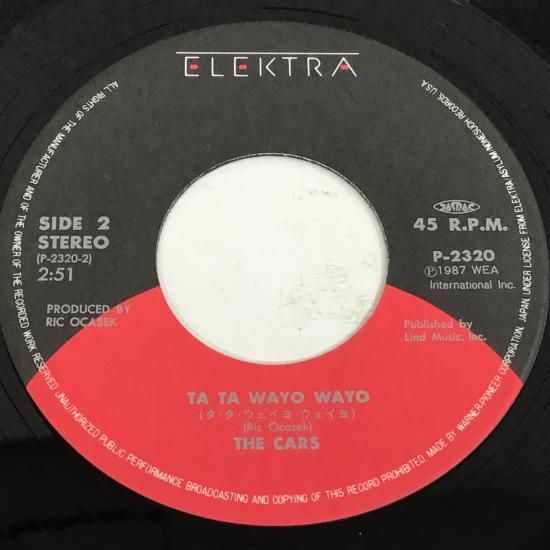 ELEKTRA
SIDE 2
STEREO
(P-2320-2)
2:51
PRODUCED BY
RIC OCASEK
JASRAC
45 R.P.M.
P-2320
Ⓟ1987 WEA
International Inc.
Published by
Lind Music, Inc.
TA TA WAYO WAYO
(タ・タ・ウェイヨ・ウェイヨ)
(Ric Ocasek)
THE CARS
ALL RIGHTS OF THE MANUFACTURER AND OF THE OWNER OF THE RECORDED WORK RESERVED. UNAUTHORIZED PUBLIC PERFORMANCE BROADCASTING AND COPYING OF THIS RECORD PROHIBITED. MADE BY WARNER-PIONEER CORPORATION, JAPAN, UNDER LICENSE FROM ELEKTRA/ASYLUM/NONESUCH RECORDS, U.S.A.